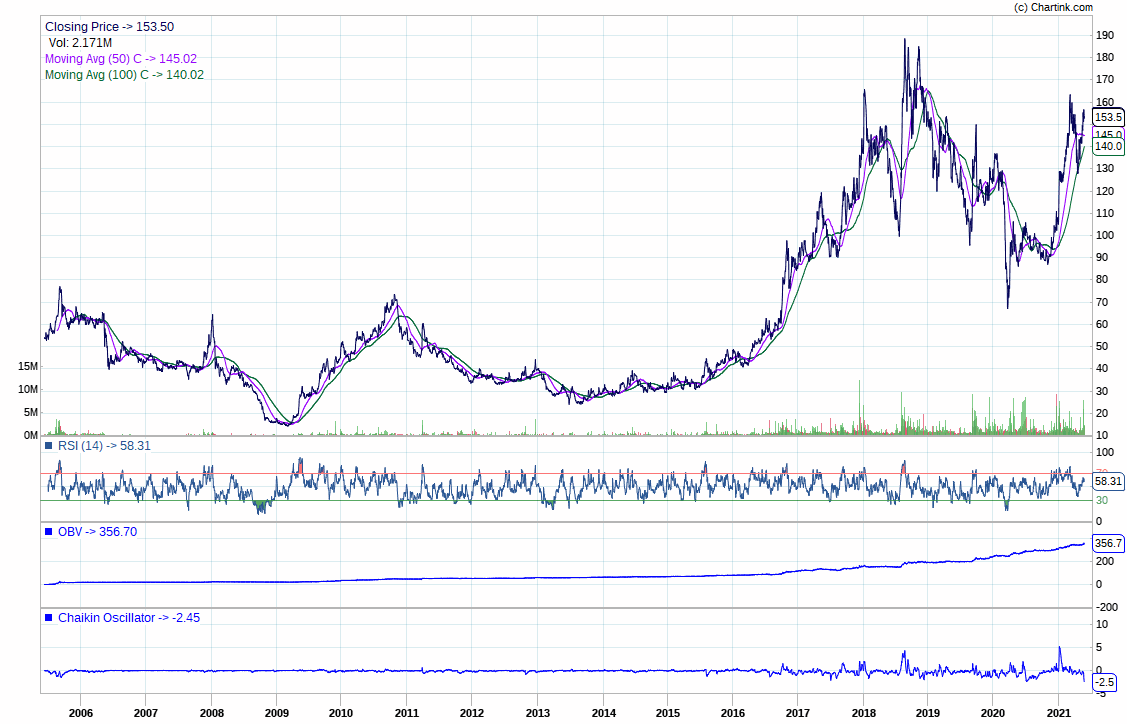 (c) Chartink.com
Closing Price -> 153.50
Vol: 2.171M
Moving Avg (50) C -> 145.02
Moving Avg (100) C -> 140.02
190
180
170
160
153.5
145.0
140.0
130
120
110
100
90
80
70
60
50
40
30
20
10
15M
10M
5M
0M
RSI (14) -> 58.31
100
70
58.31
30
0
OBV -> 356.70
356.7
200
0
-200
Chaikin Oscillator -> -2.45
10
5
0
-2.5
-5
2006 2007 2008 2009 2010 2011 2012 2013 2014 2015 2016 2017 2018 2019 2020 2021